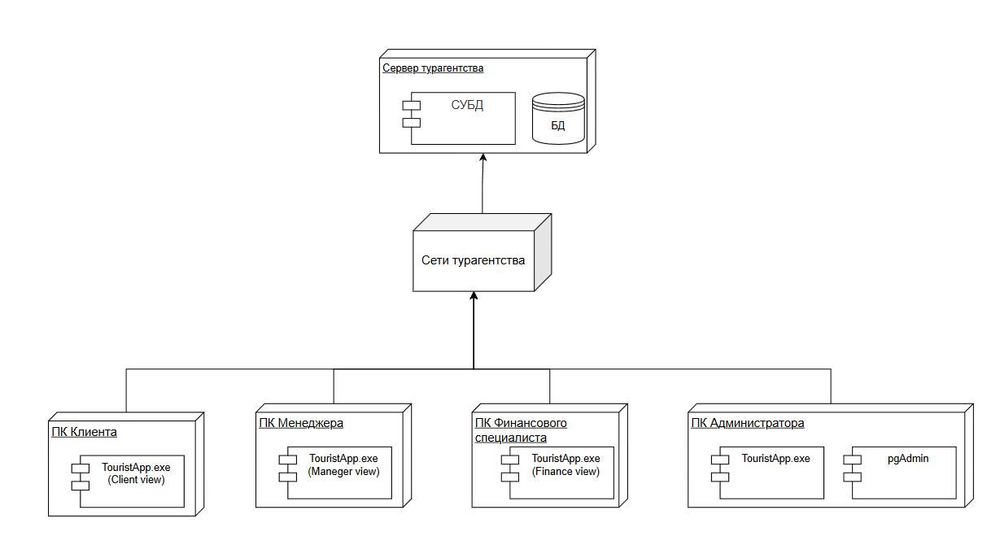 Сервер турагентства
СУБД
БД
Сети турагентства
ПК Клиента
TouristApp.exe
(Client view)
ПК Менеджера
TouristApp.exe
(Maneger view)
ПК Финансового
специалиста
TouristApp.exe
(Finance view)
ПК Администратора
TouristApp.exe
pgAdmin